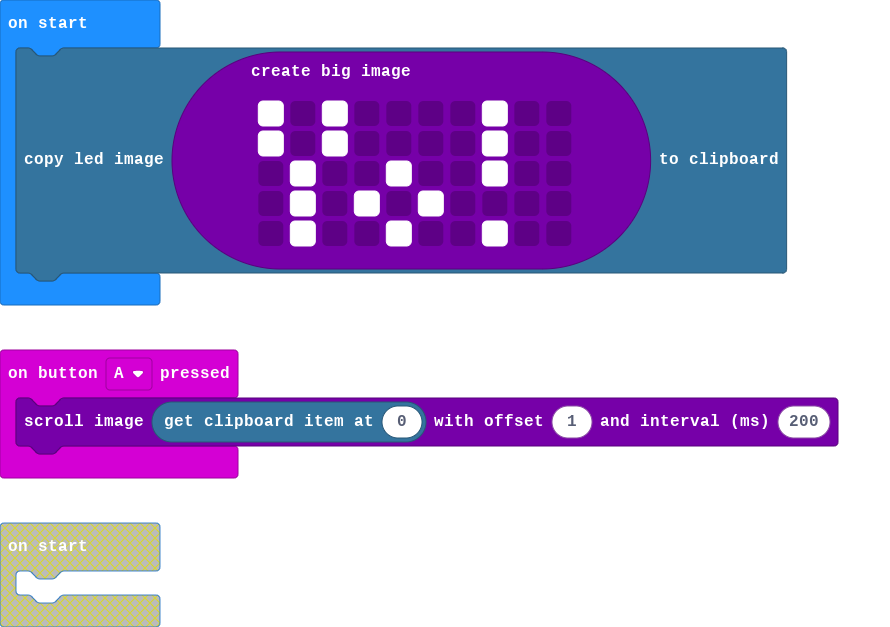 on start
create big image
copy led image to clipboard
on button A pressed
scroll image get clipboard item at 0 with offset 1 and interval (ms) 200
on start